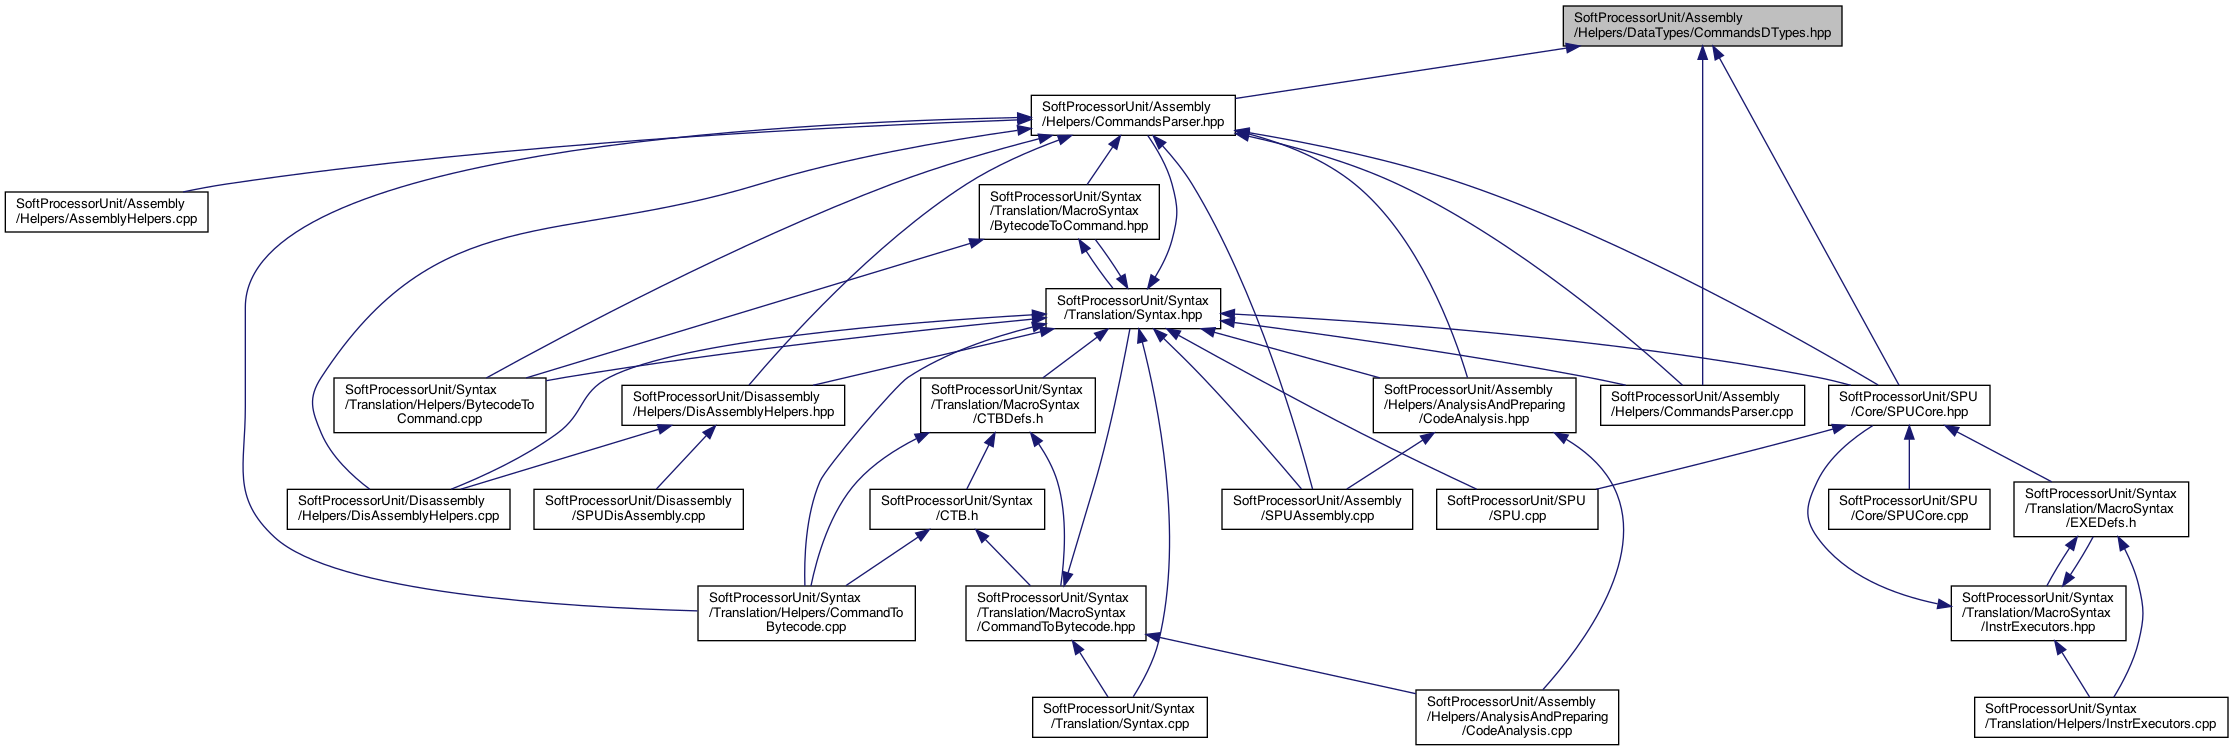 SoftProcessorUnit/Assembly
/Helpers/DataTypes/CommandsDTypes.hpp
SoftProcessorUnit/Assembly
/Helpers/CommandsParser.hpp
SoftProcessorUnit/Assembly
/Helpers/AssemblyHelpers.cpp
SoftProcessorUnit/Syntax
/Translation/MacroSyntax
/BytecodeToCommand.hpp
SoftProcessorUnit/Syntax
/Translation/Syntax.hpp
SoftProcessorUnit/Syntax
/Translation/Helpers/BytecodeTo
Command.cpp
SoftProcessorUnit/Disassembly
/Helpers/DisAssemblyHelpers.hpp
SoftProcessorUnit/Syntax
/Translation/MacroSyntax
/CTBDefs.h
SoftProcessorUnit/Assembly
/Helpers/AnalysisAndPreparing
/CodeAnalysis.hpp
SoftProcessorUnit/Assembly
/Helpers/CommandsParser.cpp
SoftProcessorUnit/SPU
/Core/SPUCore.hpp
SoftProcessorUnit/Disassembly
/Helpers/DisAssemblyHelpers.cpp
SoftProcessorUnit/Disassembly
/SPUDisAssembly.cpp
SoftProcessorUnit/Syntax
/CTB.h
SoftProcessorUnit/Assembly
/SPUAssembly.cpp
SoftProcessorUnit/SPU
/SPU.cpp
SoftProcessorUnit/SPU
/Core/SPUCore.cpp
SoftProcessorUnit/Syntax
/Translation/MacroSyntax
/EXEDefs.h
SoftProcessorUnit/Syntax
/Translation/Helpers/CommandTo
Bytecode.cpp
SoftProcessorUnit/Syntax
/Translation/MacroSyntax
/CommandToBytecode.hpp
SoftProcessorUnit/Syntax
/Translation/MacroSyntax
/InstrExecutors.hpp
SoftProcessorUnit/Syntax
/Translation/Syntax.cpp
SoftProcessorUnit/Assembly
/Helpers/AnalysisAndPreparing
/CodeAnalysis.cpp
SoftProcessorUnit/Syntax
/Translation/Helpers/InstrExecutors.cpp